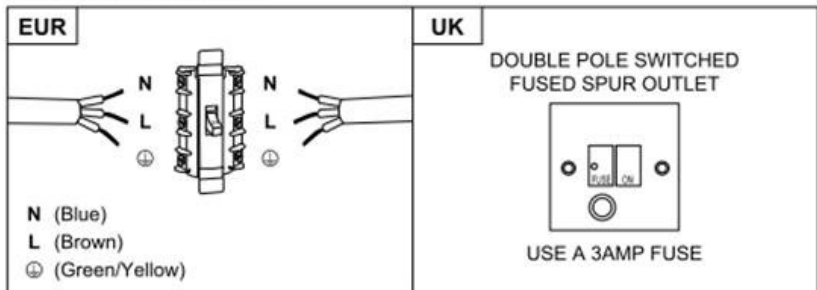 EUR
N
L
N
L
N (Blue)
L (Brown)
(Green/Yellow)
UK
DOUBLE POLE SWITCHED
FUSED SPUR OUTLET
FUSE
ON
USE A 3AMP FUSE